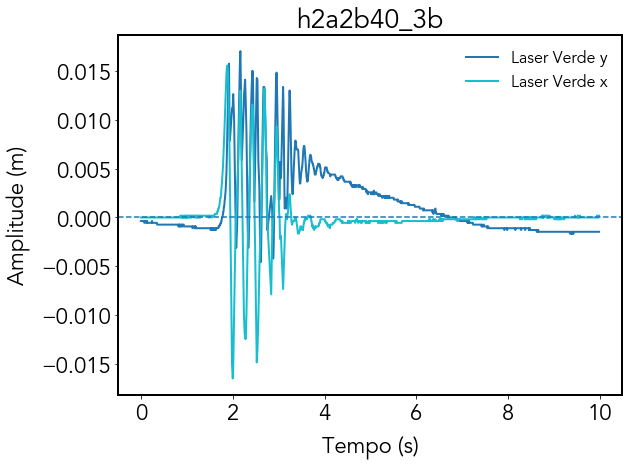 h2a2b40_3b
Laser Verde y
Laser Verde x
Amplitude (m)
0.015
0.010
0.005
0.000
−0.005
−0.010
−0.015
0 2 4 6 8 10
Tempo (s)